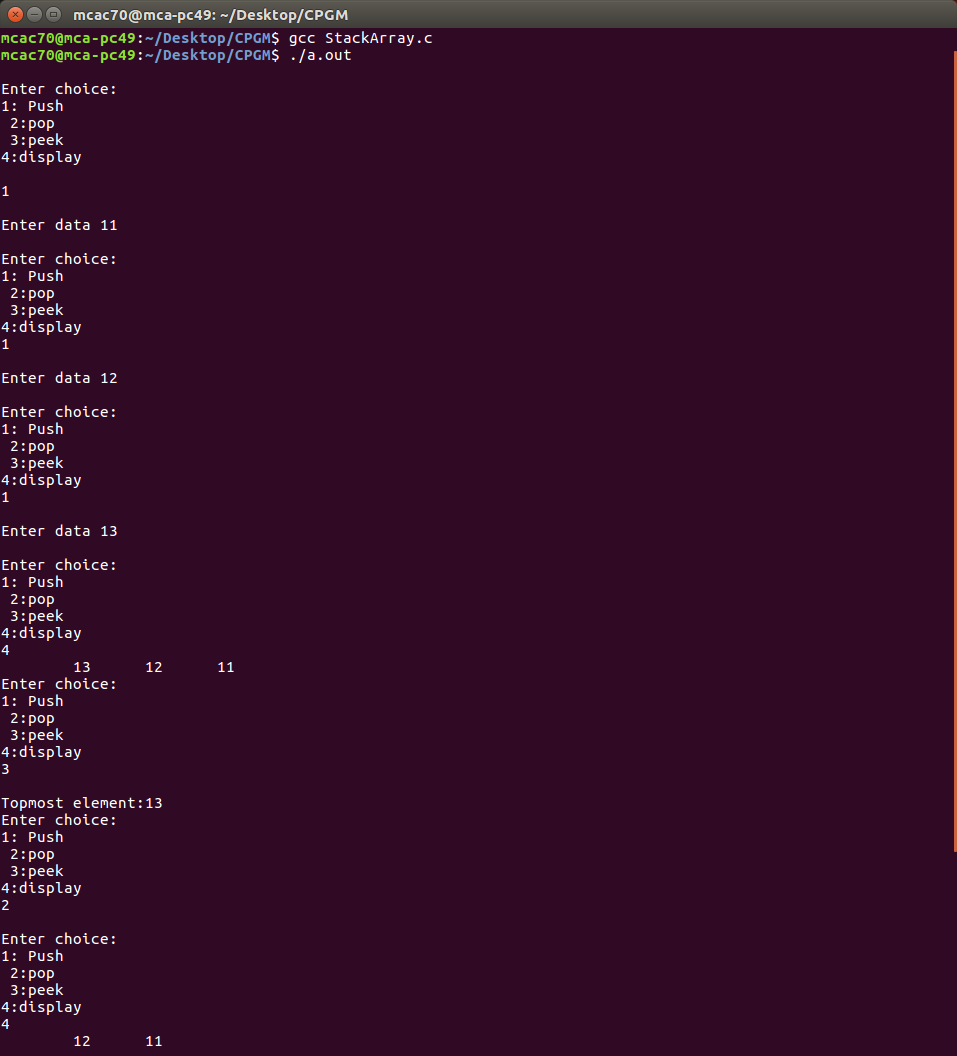 mcac70@mca-pc49: ~/Desktop/CPGM
mcac70@mca-pc49:~/Desktop/CPGM$ gcc StackArray.c
mcac70@mca-pc49:~/Desktop/CPGM$ ./a.out
Enter choice:
1: Push
 2:pop
 3:peek
4:display
1
Enter data 11
Enter choice:
1: Push
 2:pop
 3:peek
4:display
1
Enter data 12
Enter choice:
1: Push
 2:pop
 3:peek
4:display
1
Enter data 13
Enter choice:
1: Push
 2:pop
 3:peek
4:display
4
        13      12      11
Enter choice:
1: Push
 2:pop
 3:peek
4:display
3
Topmost element:13
Enter choice:
1: Push
 2:pop
 3:peek
4:display
2
Enter choice:
1: Push
 2:pop
 3:peek
4:display
4
        12      11